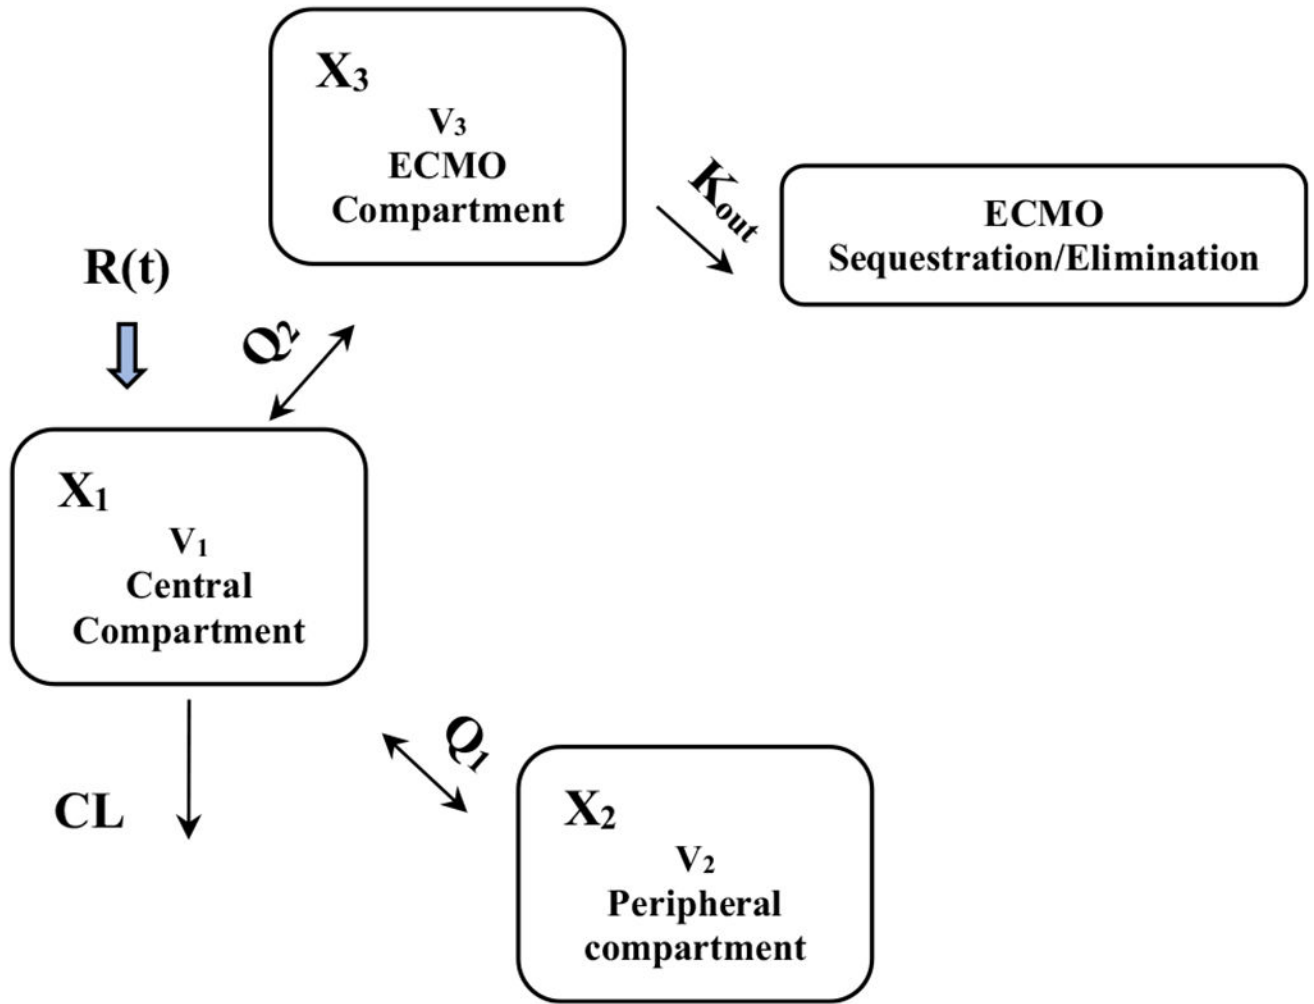 X₃
V₃
ECMO
Compartment
Kout
ECMO
Sequestration/Elimination
R(t)
Q₂
X₁
V₁
Central
Compartment
CL
Q₁
X₂
V₂
Peripheral
compartment